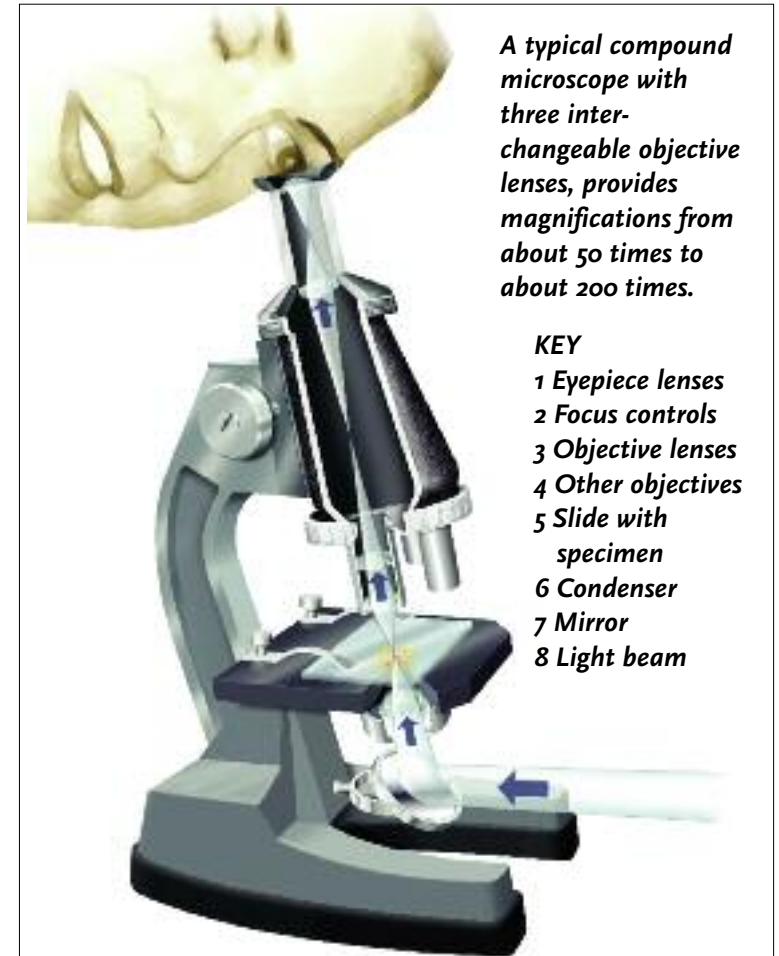 A typical compound
microscope with
three inter-
changeable objective
lenses, provides
magnifications from
about 50 times to
about 200 times.
KEY
1 Eyepiece lenses
2 Focus controls
3 Objective lenses
4 Other objectives
5 Slide with
specimen
6 Condenser
7 Mirror
8 Light beam